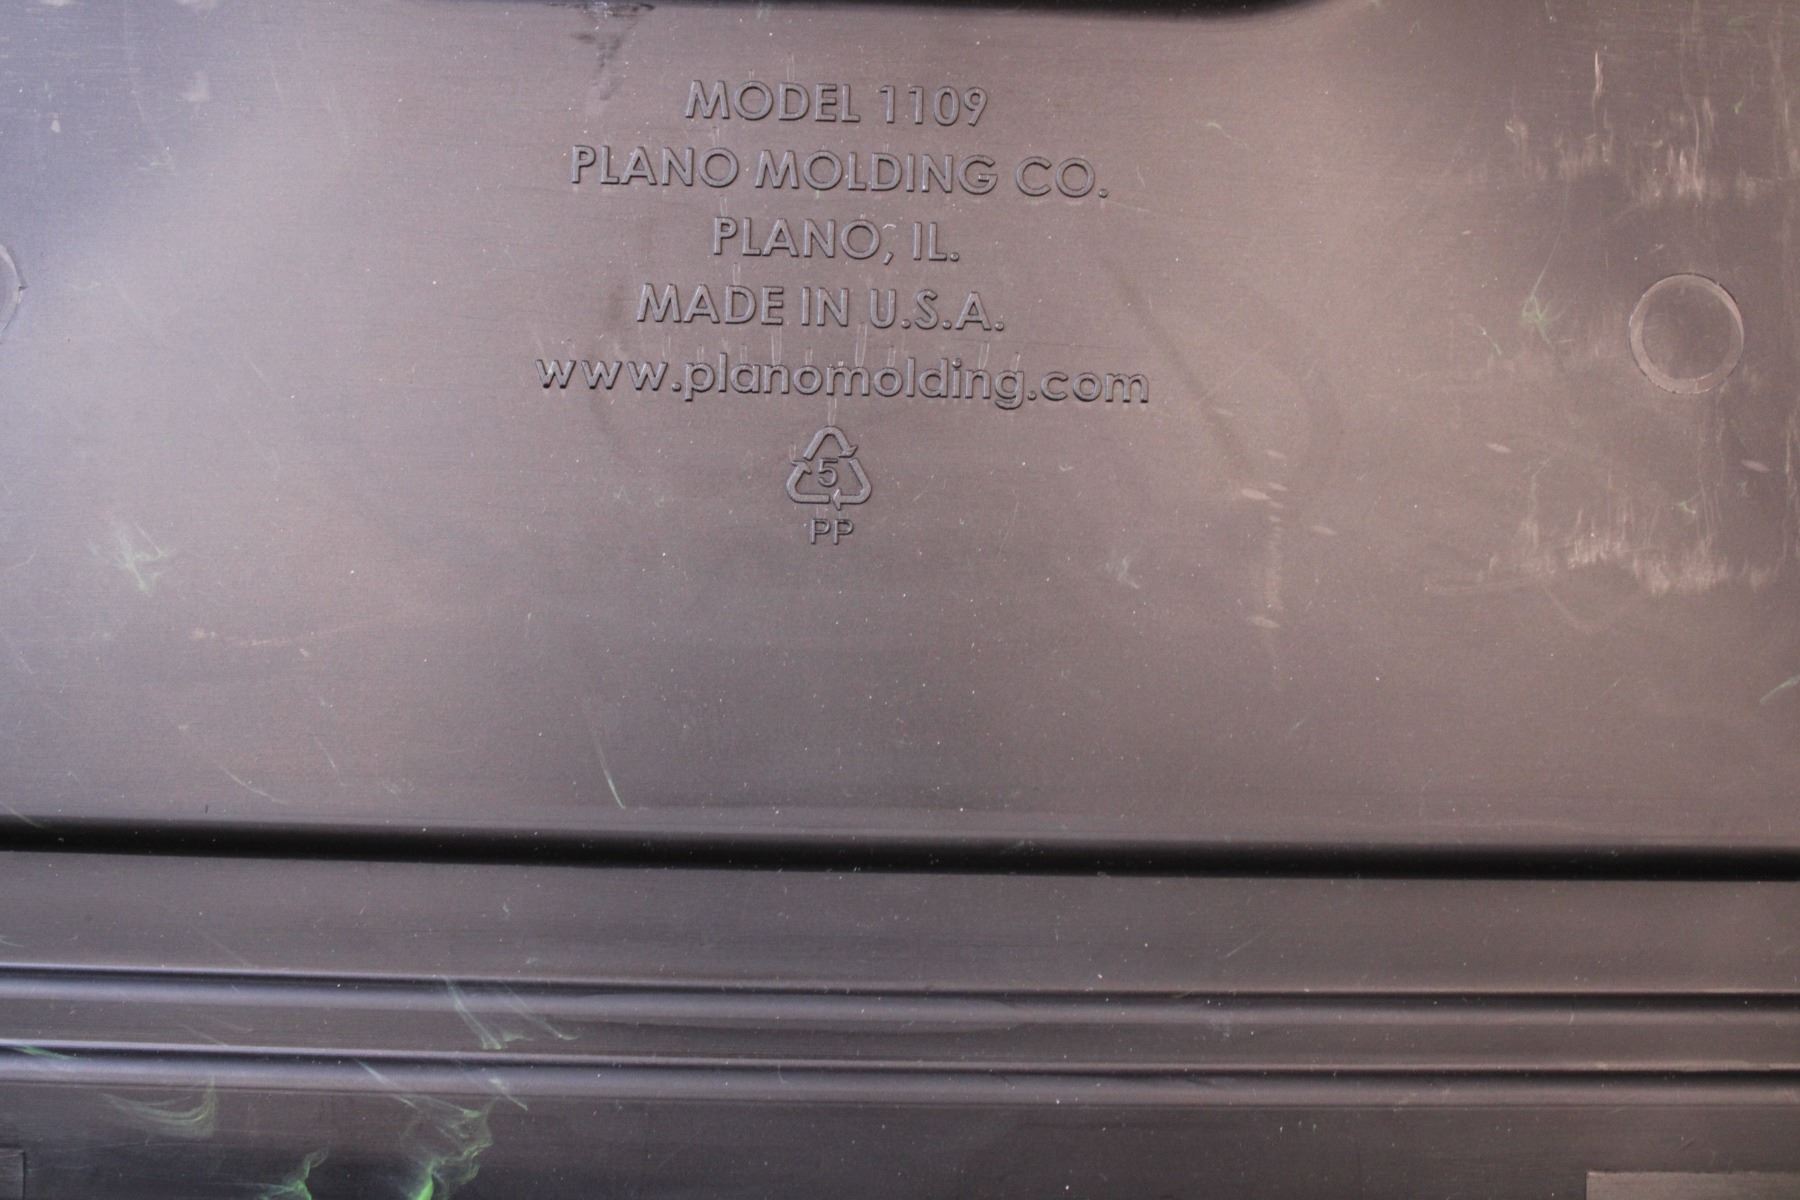 MODEL 1109
PLANO MOLDING CO.
PLANO, IL.
MADE IN U.S.A.
www.planomolding.com
5
PP